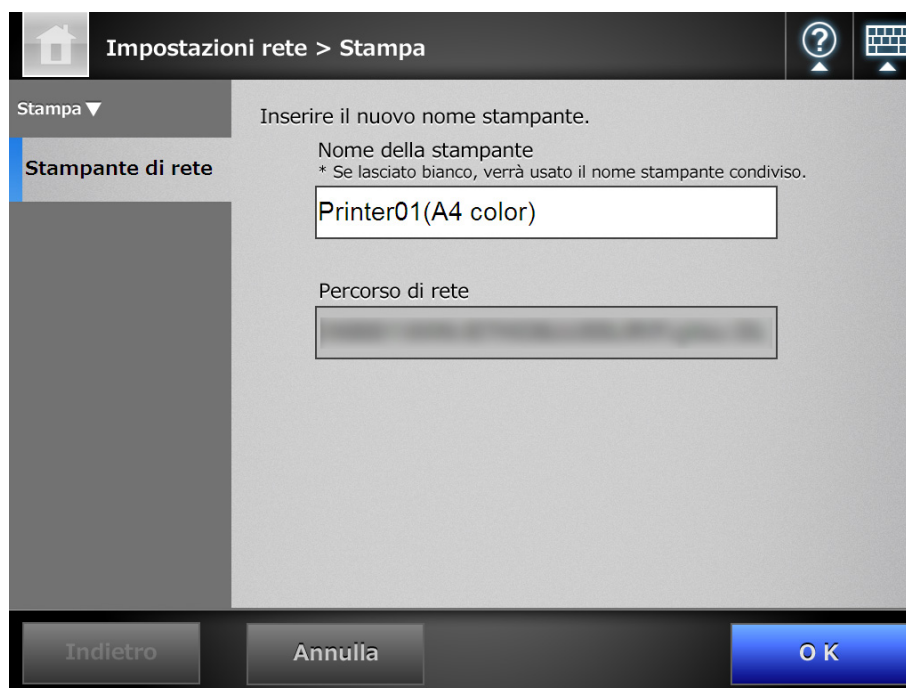 Impostazioni rete > Stampa
?
Stampa▼
Stampante di rete
Inserire il nuovo nome stampante.
Nome della stampante
* Se lasciato bianco, verrà usato il nome stampante condiviso.
Printer01(A4 color)
Percorso di rete
Indietro
Annulla
OK